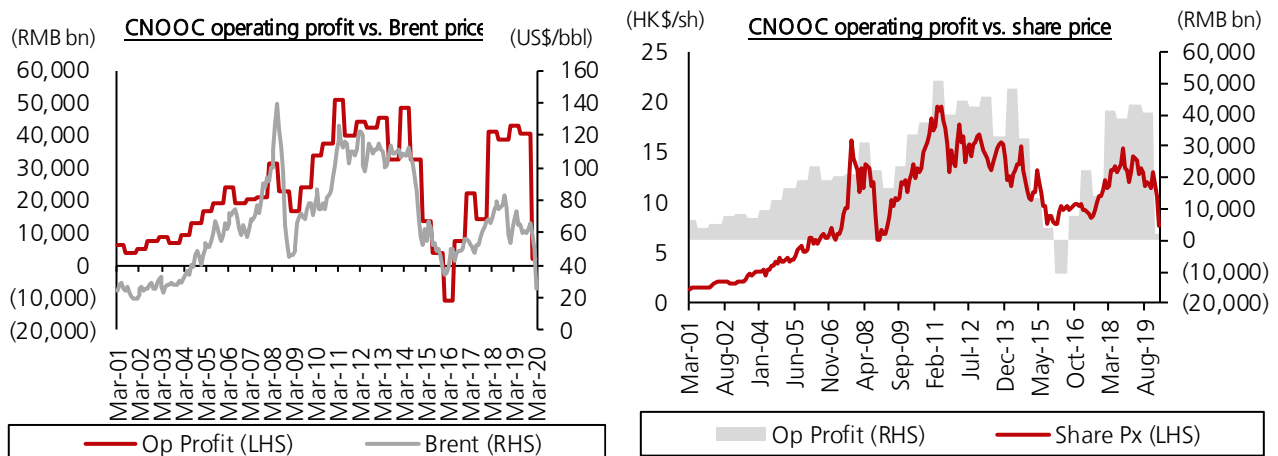 CNOOC operating profit vs. Brent price
(RMB bn)
(US$/bbl)
60,000
50,000
40,000
30,000
20,000
10,000
0
(10,000)
(20,000)
160
140
120
100
80
60
40
20
0
Mar-01
Mar-02
Mar-03
Mar-04
Mar-05
Mar-06
Mar-07
Mar-08
Mar-09
Mar-10
Mar-11
Mar-12
Mar-13
Mar-14
Mar-15
Mar-16
Mar-17
Mar-18
Mar-19
Mar-20
Op Profit (LHS)
Brent (RHS)
CNOOC operating profit vs. share price
(HK$/sh)
(RMB bn)
25
20
15
10
5
0
60,000
50,000
40,000
30,000
20,000
10,000
0
(10,000)
(20,000)
Mar-01
Aug-02
Jan-04
Jun-05
Nov-06
Apr-08
Sep-09
Feb-11
Jul-12
Dec-13
May-15
Oct-16
Mar-18
Aug-19
Op Profit (RHS)
Share Px (LHS)